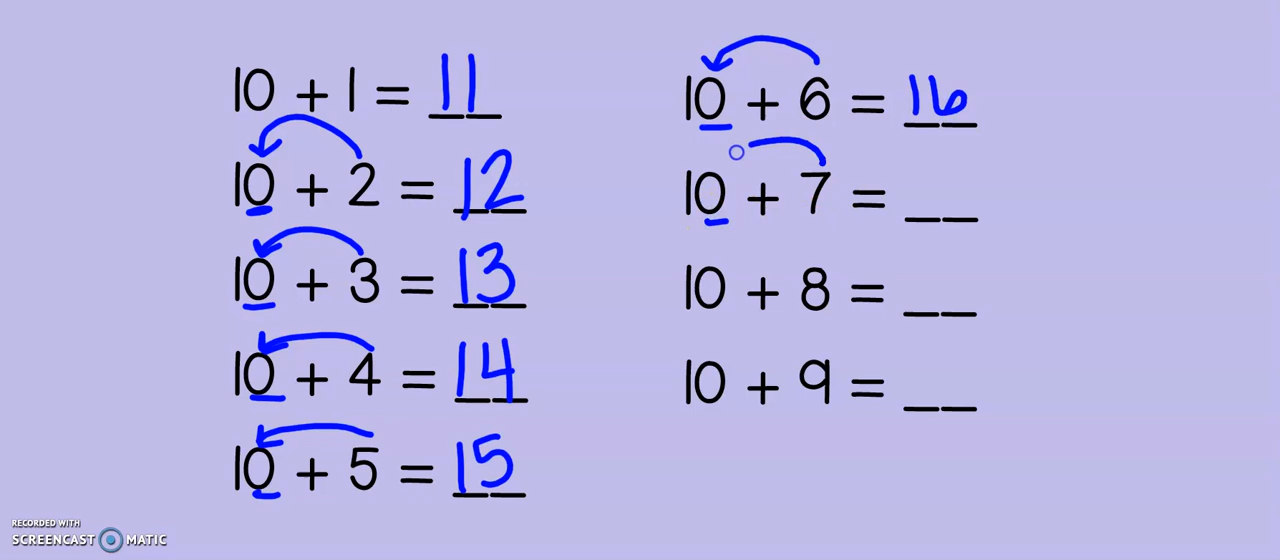 10 + 1 = 11
10 + 2 = 12
10 + 3 = 13
10 + 4 = 14
10 + 5 = 15
10 + 6 = 16
10 + 7 = __
10 + 8 = __
10 + 9 = __
RECORDED WITH
SCREENCAST MATIC